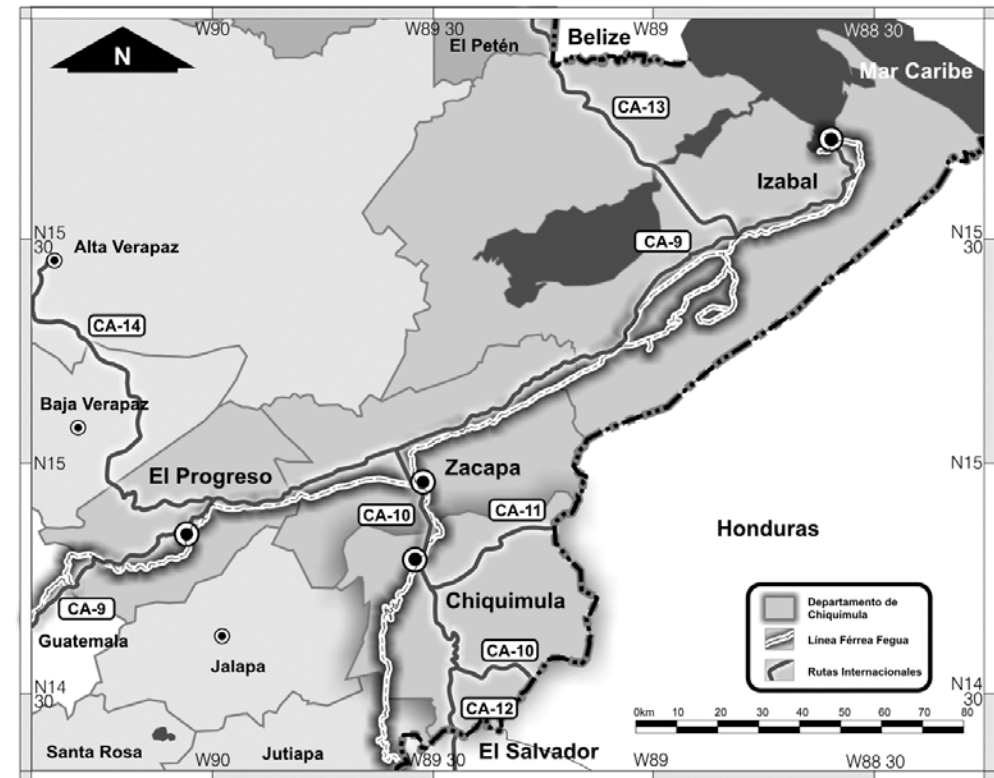 W90
W89 30
W89
W88 30
El Petén
Belize
Mar Caribe
N
CA-13
Izabal
N15
30
N15
30
Alta Verapaz
CA-9
CA-14
Baja Verapaz
N15
N15
El Progreso
Zacapa
CA-10
CA-11
Honduras
CA-9
Guatemala
Chiquimula
Departamento de
Chiquimula
Línea Férrea Fegua
Rutas Internacionales
Jalapa
CA-10
N14
30
N14
30
CA-12
0km 10 20 30 40 50 60 70 80
Santa Rosa
Jutiapa
El Salvador
W90
W89 30
W89
W88 30